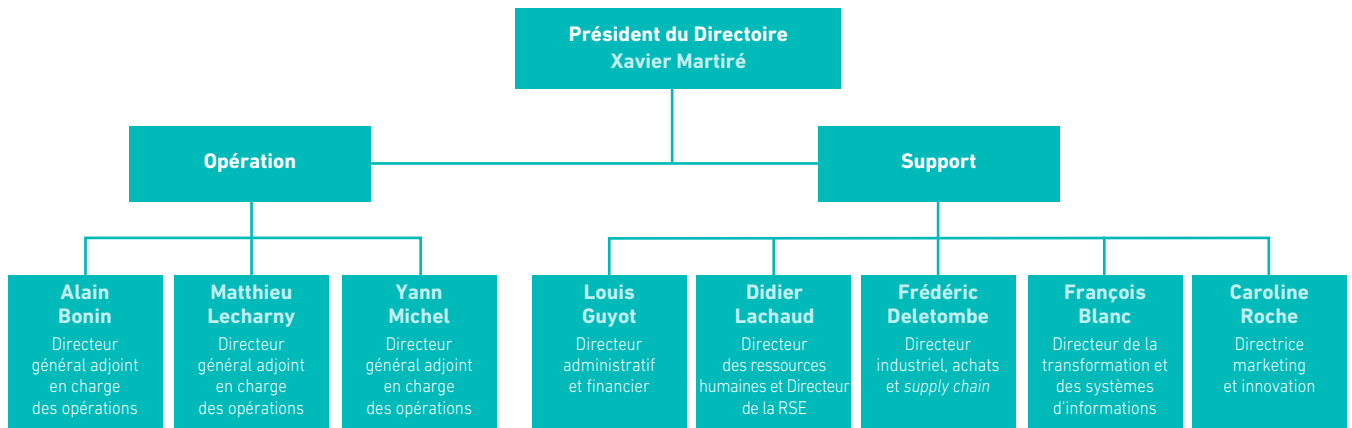 Président du Directoire
Xavier Martiré
Opération
Support
Alain
Bonin
Directeur
général adjoint
en charge
des opérations
Matthieu
Lecharny
Directeur
général adjoint
en charge
des opérations
Yann
Michel
Directeur
général adjoint
en charge
des opérations
Louis
Guyot
Directeur
administratif
et financier
Didier
Lachaud
Directeur
des ressources
humaines et Directeur
de la RSE
Frédéric
Deletombe
Directeur
industriel, achats
et supply chain
François
Blanc
Directeur de la
transformation et
des systèmes
d'informations
Caroline
Roche
Directrice
marketing
et innovation